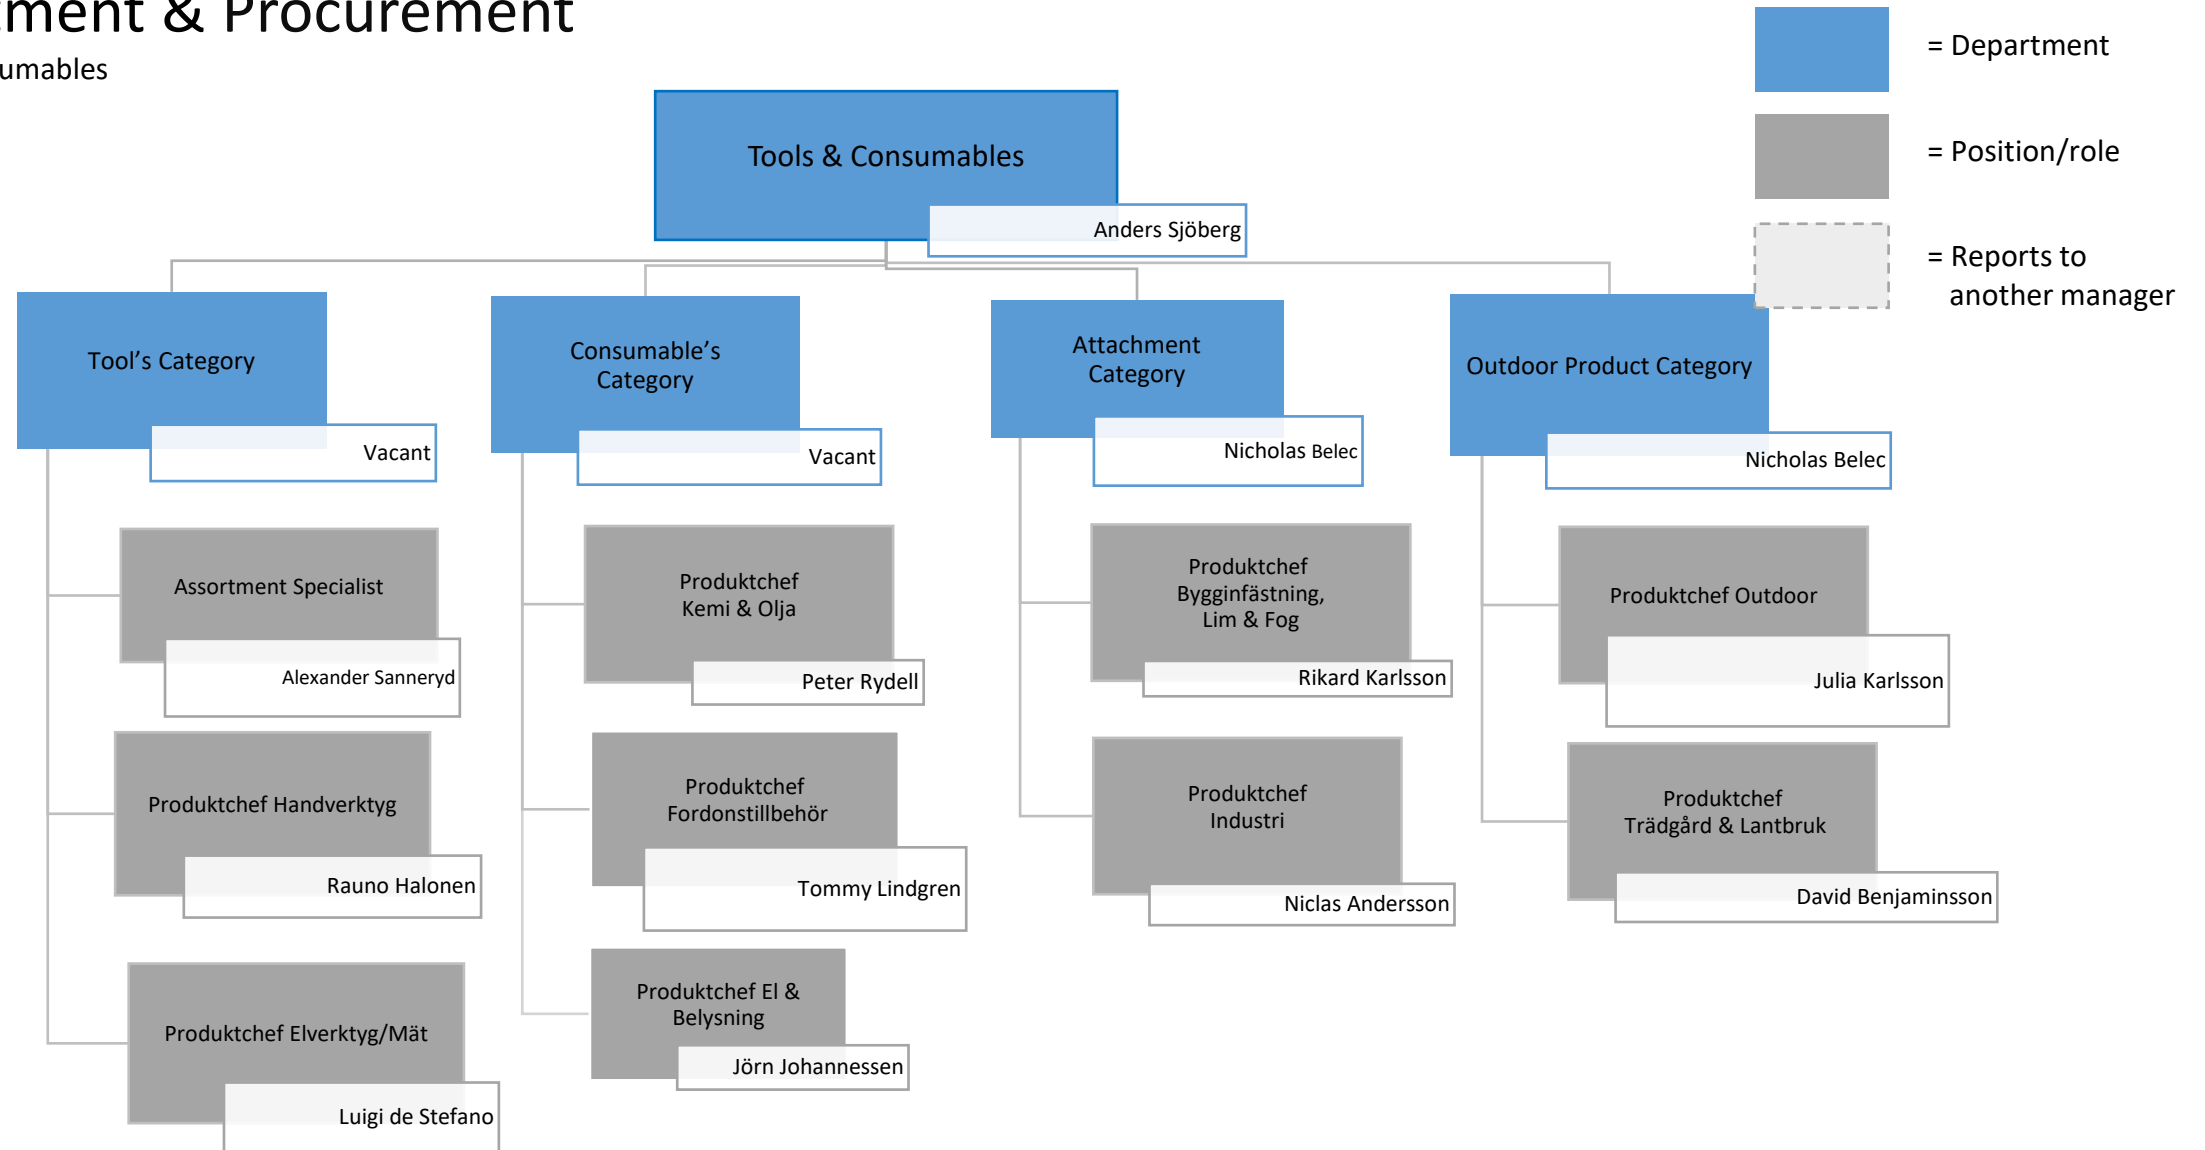 tment & Procurement
umables
= Department
= Position/role
= Reports to
another manager
Tools & Consumables
Anders Sjöberg
Tool’s Category
Vacant
Assortment Specialist
Alexander Sanneryd
Produktchef Handverktyg
Rauno Halonen
Produktchef Elverktyg/Mät
Luigi de Stefano
Consumable’s
Category
Vacant
Produktchef
Kemi & Olja
Peter Rydell
Produktchef
Fordonstillbehör
Tommy Lindgren
Produktchef El &
Belysning
Jörn Johannessen
Attachment
Category
Nicholas Belec
Produktchef
Bygginfästning,
Lim & Fog
Rikard Karlsson
Produktchef
Industri
Niclas Andersson
Outdoor Product Category
Nicholas Belec
Produktchef Outdoor
Julia Karlsson
Produktchef
Trädgård & Lantbruk
David Benjaminsson